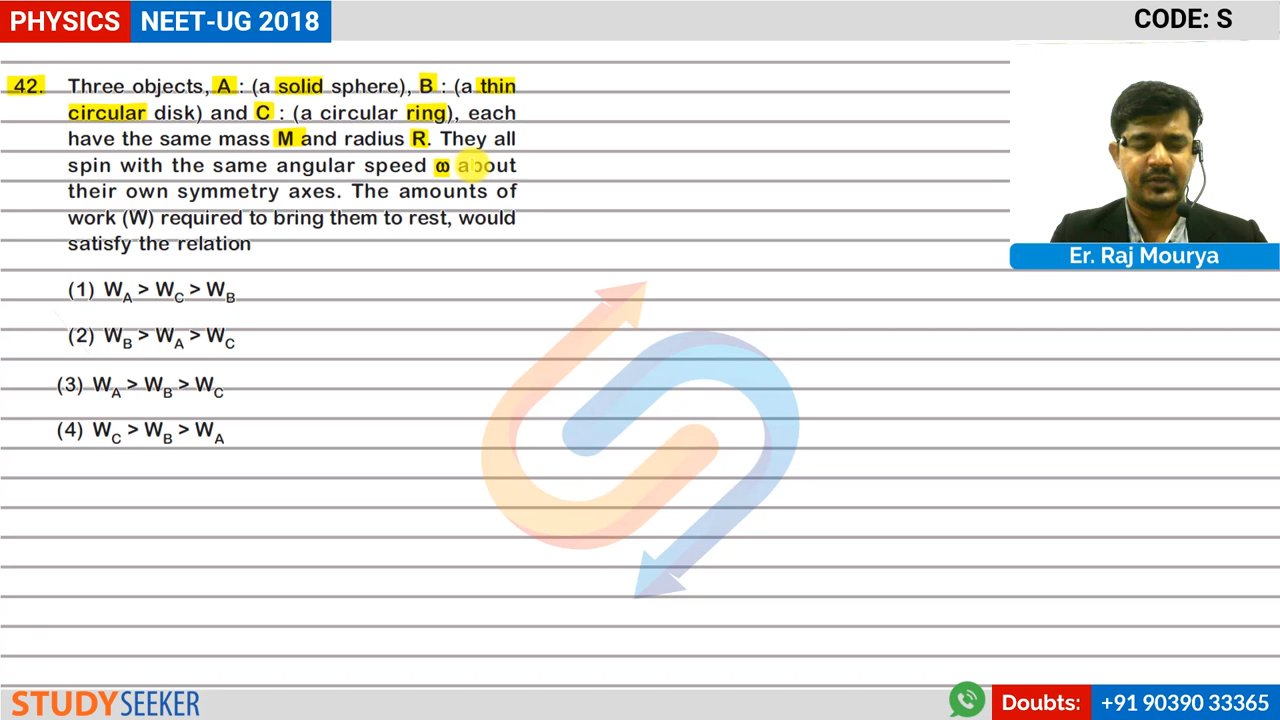 PHYSICS NEET-UG 2018 CODE: S
42. Three objects, A : (a solid sphere), B : (a thin
circular disk) and C : (a circular ring), each
have the same mass M and radius R. They all
spin with the same angular speed ω about
their own symmetry axes. The amounts of
work (W) required to bring them to rest, would
satisfy the relation
(1) W_A > W_C > W_B
(2) W_B > W_A > W_C
(3) W_A > W_B > W_C
(4) W_C > W_B > W_A
Er. Raj Mourya
STUDYSEEKER Doubts: +91 90390 33365